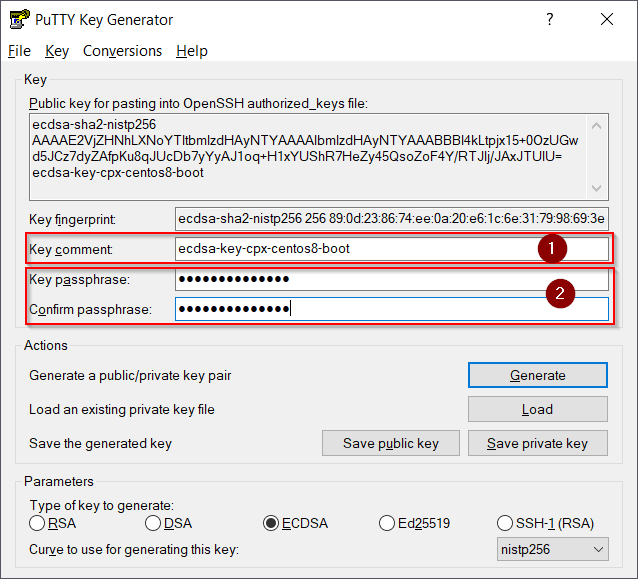 PuTTY Key Generator
File Key Conversions Help
Key
Public key for pasting into OpenSSH authorized_keys file:
ecdsa-sha2-nistp256
AAAAE2VjZHNhLXNoYTItbmlzdHAyNTYAAAAIbmlzdHAyNTYAAABBBI4kLtpjx15+0OzUGw
d5JCz7dyZAfpKu8qJUcDb7yYyAJ1oq+H1xYUShR7HeZy45QsoZoF4Y/RTJIj/JAxJTUIU=
ecdsa-key-cpx-centos8-boot
Key fingerprint: ecdsa-sha2-nistp256 256 89:0d:23:86:74:ee:0a:20:e6:1c:6e:31:79:98:69:3e
Key comment: ecdsa-key-cpx-centos8-boot 1
Key passphrase: ●●●●●●●●●●●●●●
2
Confirm passphrase: ●●●●●●●●●●●●●●
Actions
Generate a public/private key pair Generate
Load an existing private key file Load
Save the generated key Save public key Save private key
Parameters
Type of key to generate:
RSA DSA ECDSA Ed25519 SSH-1 (RSA)
Curve to use for generating this key: nistp256